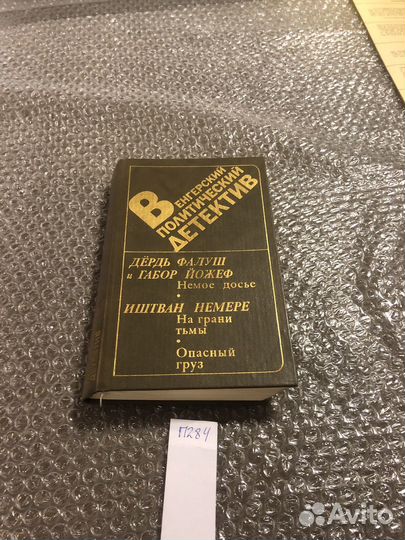 ВЕНГЕРСКИЙ
ПОЛИТИЧЕСКИЙ
ДЕТЕКТИВ
ДЁРДЬ ФАЛУШ
и ГАБОР ЙОЖЕФ
Немое досье
•
ИШТВАН НЕМЕРЕ
На грани
тьмы
•
Опасный
груз
П284
Avito